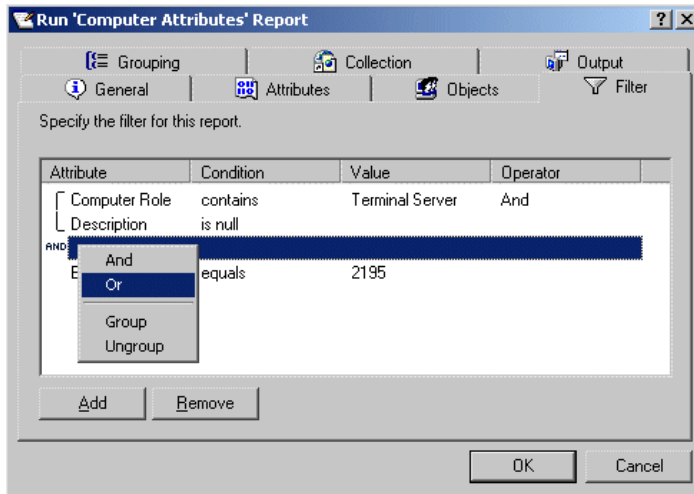 Run 'Computer Attributes' Report
Grouping Collection Output
General Attributes Objects Filter
Specify the filter for this report.
Attribute Condition Value Operator
Computer Role contains Terminal Server And
Description is null
AND
And
equals 2195
Or
Group
Ungroup
Add Remove
OK Cancel